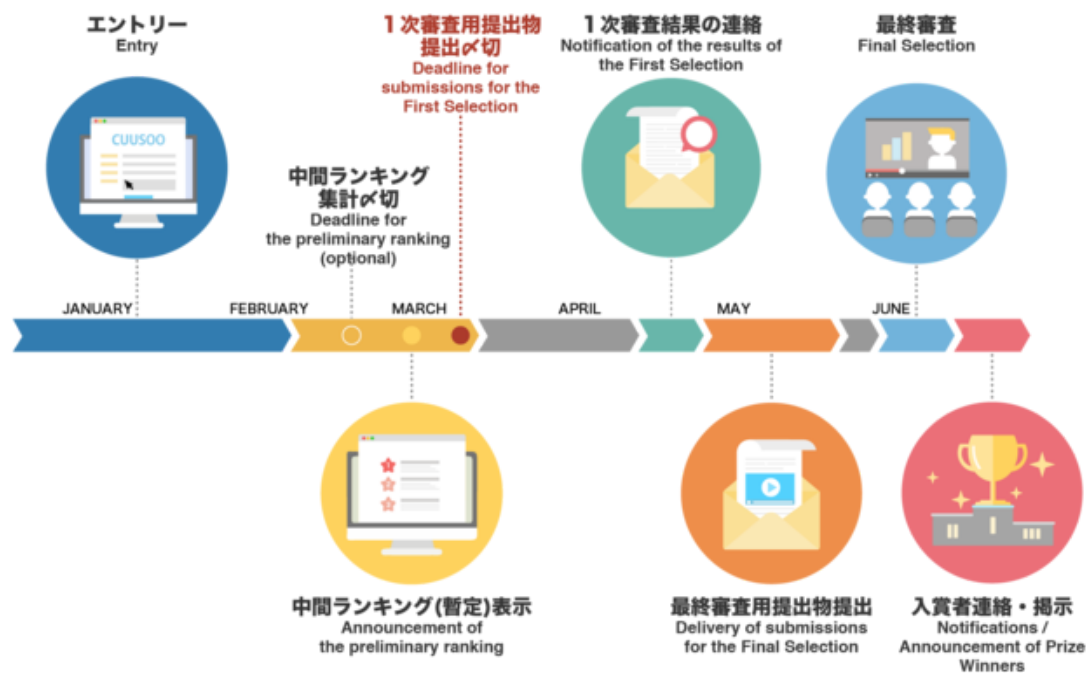 エントリー
Entry
1次審査用提出物
提出〆切
Deadline for
submissions for the
First Selection
1次審査結果の連絡
Notification of the results of
the First Selection
最終審査
Final Selection
CUUSOO
中間ランキング
集計〆切
Deadline for
the preliminary ranking
(optional)
JANUARY
FEBRUARY
MARCH
APRIL
MAY
JUNE
中間ランキング(暫定)表示
Announcement of
the preliminary ranking
最終審査用提出物提出
Delivery of submissions
for the Final Selection
入賞者連絡・掲示
Notifications /
Announcement of Prize
Winners